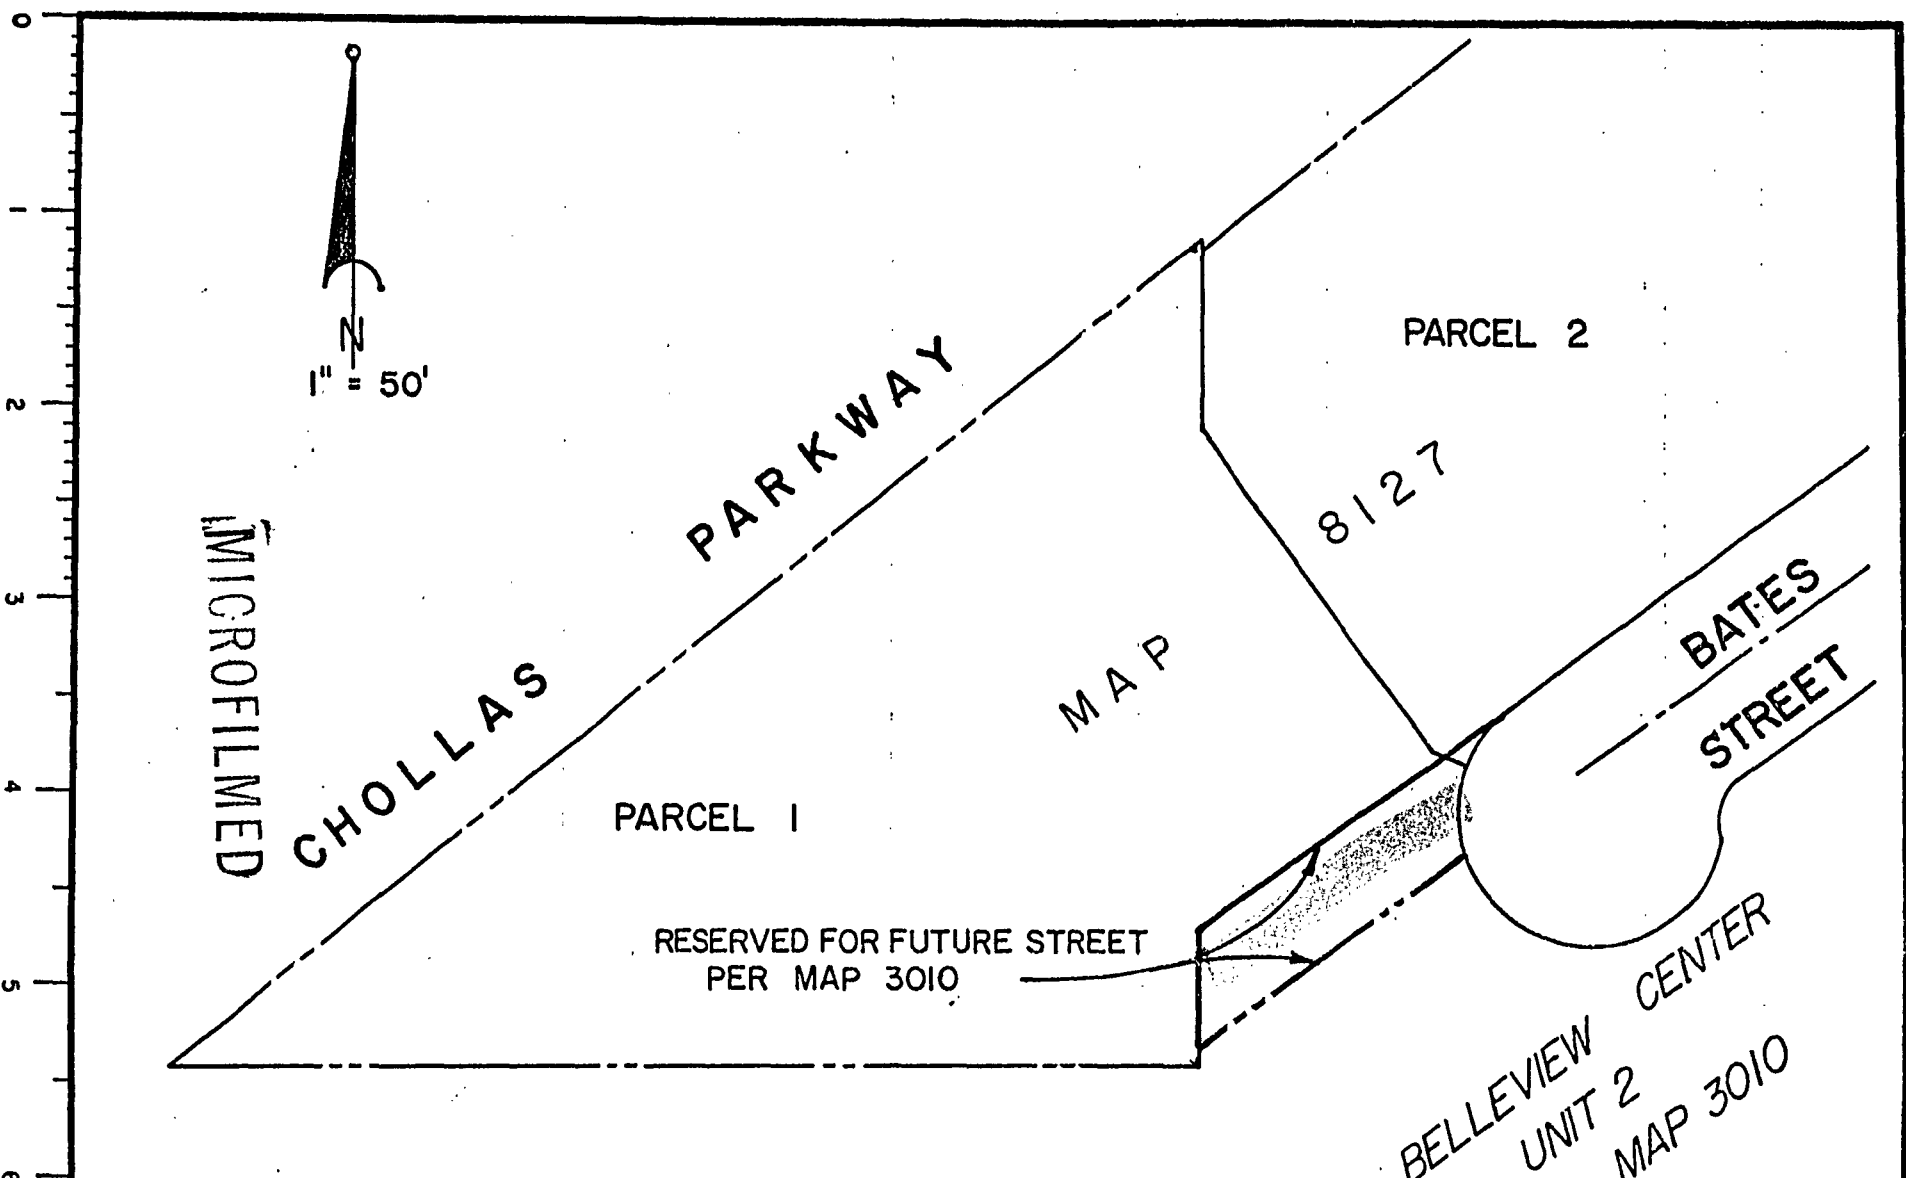 0
1
2
3
4
5
6
N
1" = 50'
MICROFILMED
CHOLLAS PARKWAY
PARCEL 2
MAP 8127
BATES
STREET
PARCEL 1
RESERVED FOR FUTURE STREET
PER MAP 3010
BELLEVIEW CENTER
UNIT 2
MAP 3010